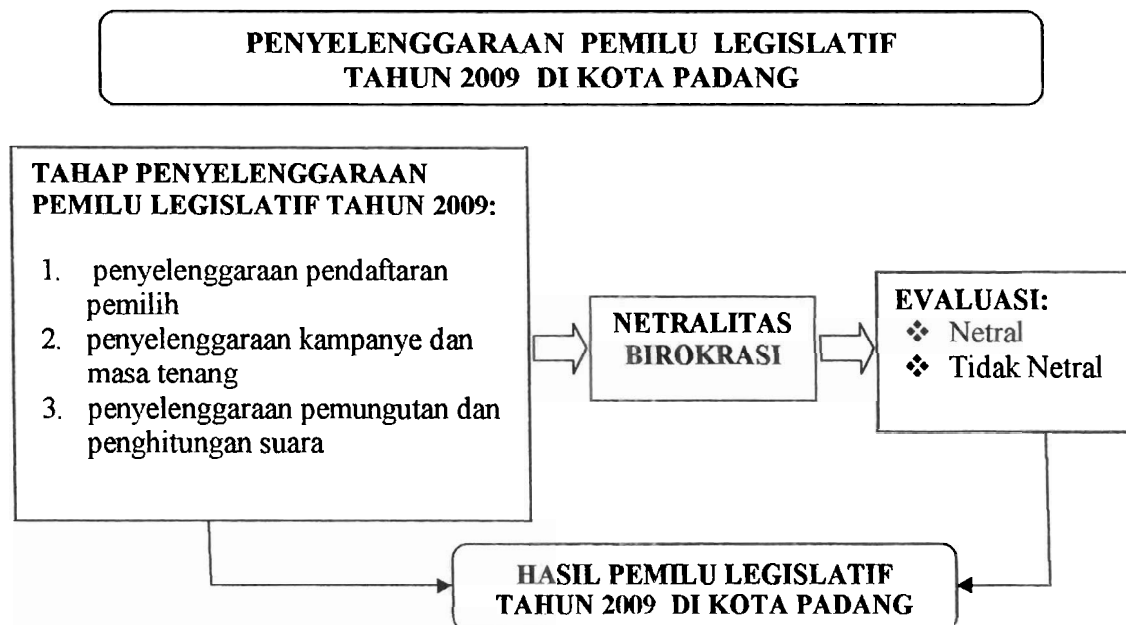 PENYELENGGARAAN PEMILU LEGISLATIF
TAHUN 2009 DI KOTA PADANG
TAHAP PENYELENGGARAAN
PEMILU LEGISLATIF TAHUN 2009:
1. penyelenggaraan pendaftaran
pemilih
2. penyelenggaraan kampanye dan
masa tenang
3. penyelenggaraan pemungutan dan
penghitungan suara
NETRALITAS
BIROKRASI
EVALUASI:
❖ Netral
❖ Tidak Netral
HASIL PEMILU LEGISLATIF
TAHUN 2009 DI KOTA PADANG